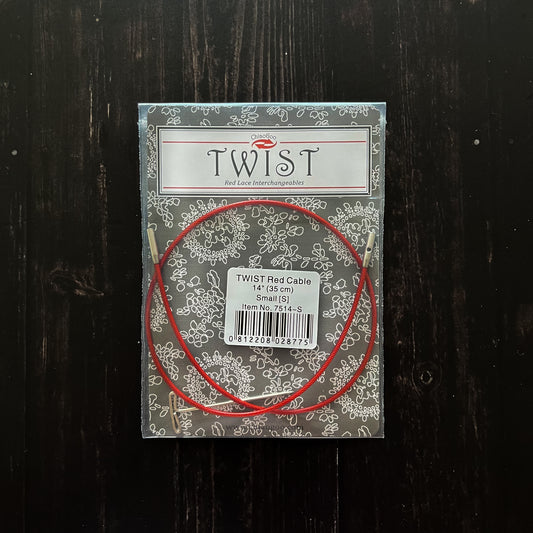 ChiaoGoo
TWIST
Red Lace Interchangeables
TWIST Red Cable
14" (35 cm)
Small [S]
Item No. 7514-S
0 812208 028775